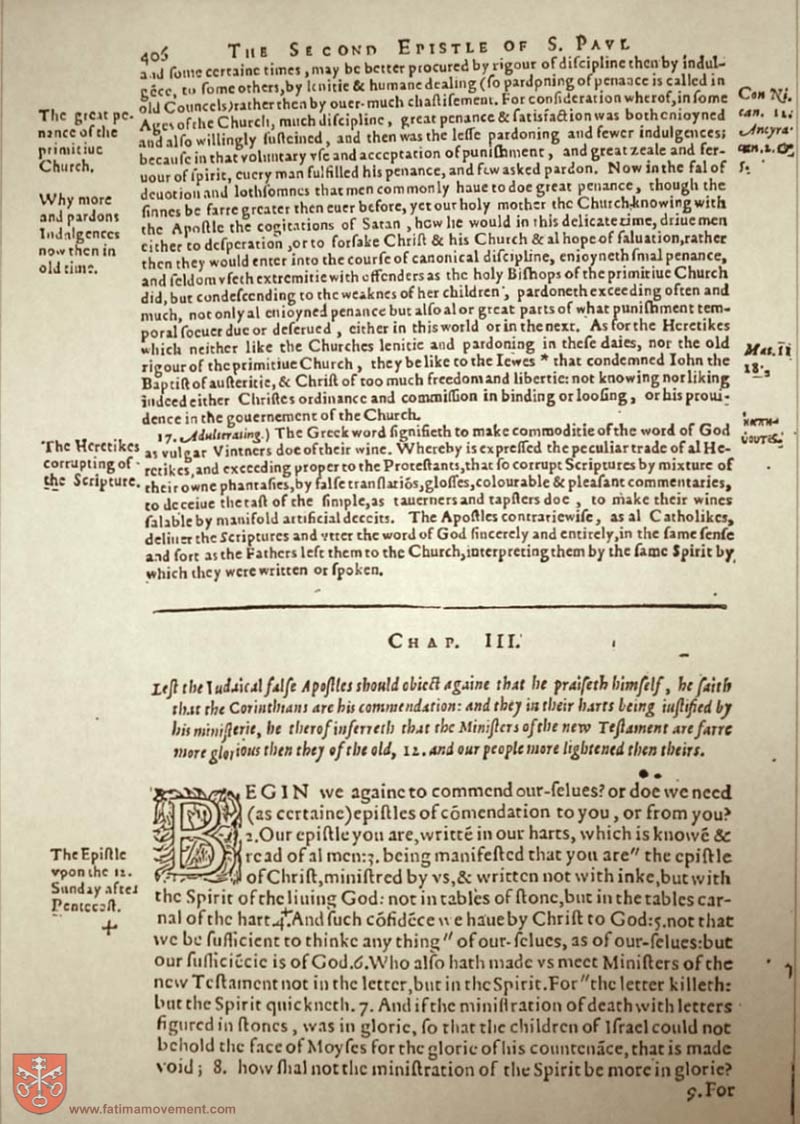 406 THE SECOND EPISTLE OF S. PAVL
and ſome certaine times, may be better procured by rigour of diſcipline then by indul-
gẽce, to ſome others, by lenitie & humane dealing (ſo pardpning of penance is called in
old Councels) rather then by ouer-much chaſtiſement. For conſideration wherof, in ſome
Ages of the Church, much diſcipline, great penance & ſatisfaction was both enioyned
and alſo willingly ſuſteined, and then was the leſſe pardoning and fewer indulgences;
becauſe in that voluntary vſe and acceptation of puniſhment, and great zeale and fer-
uour of ſpirit, euery man fulfilled his penance, and few asked pardon. Now in the fal of
deuotion and lothſomnes that men commonly haue to doe great penance, though the
ſinnes be farre greater then euer before, yet our holy mother the Church, knowing with
the Apoſtle the cogitations of Satan, how he would in this delicate time, driue men
either to deſperation, or to forſake Chriſt & his Church & al hope of ſaluation, rather
then they would enter into the courſe of canonical diſcipline, enioyneth ſmal penance,
and ſeldom vſeth extremitie with offenders as the holy Biſhops of the primitiue Church
did, but condeſcending to the weaknes of her children, pardoneth exceeding often and
much, not only al enioyned penance but alſo al or great parts of what puniſhment tem-
poral ſoeuer due or deſerued, either in this world or in the next. As for the Heretikes
which neither like the Churches lenitie and pardoning in theſe daies, nor the old
rigour of the primitiue Church, they be like to the Iewes * that condemned Iohn the
Baptiſt of auſteritie, & Chriſt of too much freedom and libertie: not knowing nor liking
indeed either Chriſtes ordinance and commiſſion in binding or looſing, or his proui-
dence in the gouernement of the Church.
17. Adulterating.) The Greek word ſignifieth to make commoditie of the word of God
as vulgar Vintners doe of their wine. Whereby is expreſſed the peculiar trade of al He-
retikes, and exceeding proper to the Proteſtants, that ſo corrupt Scriptures by mixture of
their owne phantaſies, by falſe tranſlatiõs, gloſſes, colourable & pleaſant commentaries,
to deceiue the taſt of the ſimple, as tauerners and tapſters doe, to make their wines
ſalable by manifold artificial deceits. The Apoſtles contrariewiſe, as al Catholikes,
deliuer the Scriptures and vtter the word of God ſincerely and entirely, in the ſame ſenſe
and ſort as the Fathers left them to the Church, interpreting them by the ſame Spirit by
which they were written or ſpoken.
The great pe-
nance of the
primitiue
Church.
Why more
and pardons
Indulgences
now then in
old time.
The Heretikes
corrupting of
the Scripture.
Con Ni.
can. 12.
Ancyra.
can. 2. &
5.
Mat. 11
18.
CHAP. III.
Leſt the Iudaical falſe Apoſtles should obiect againe that he praiſeth himſelf, he ſaith
that the Corinthians are his commendation: and they in their harts being iuſtified by
his miniſterie, he therof inferreth that the Miniſters of the new Teſtament are farre
more glorious then they of the old, 12. and our people more lightened then theirs.
BEGIN we againe to commend our-ſelues? or doe we need
(as certaine) epiſtles of cõmendation to you, or from you?
2. Our epiſtle you are, writtẽ in our harts, which is knowẽ &
read of al men: 3. being manifeſted that you are" the epiſtle
of Chriſt, miniſtred by vs, & written not with inke, but with
the Spirit of the liuing God: not in tables of ſtone, but in the tables car-
nal of the hart. 4. And ſuch cõfidẽce we haue by Chriſt to God: 5. not that
we be ſufficient to thinke any thing" of our-ſelues, as of our-ſelues: but
our ſufficiẽcie is of God. 6. Who alſo hath made vs meet Miniſters of the
new Teſtament not in the letter, but in the Spirit. For "the letter killeth:
but the Spirit quickneth. 7. And if the miniſtration of death with letters
figured in ſtones, was in glorie, ſo that the children of Iſrael could not
behold the face of Moyſes for the glorie of his countenãce, that is made
void; 8. how ſhal not the miniſtration of the Spirit be more in glorie?
9. For
The Epiſtle
vpon the 12.
Sunday after
Pentecoſt.
www.fatimamovement.com